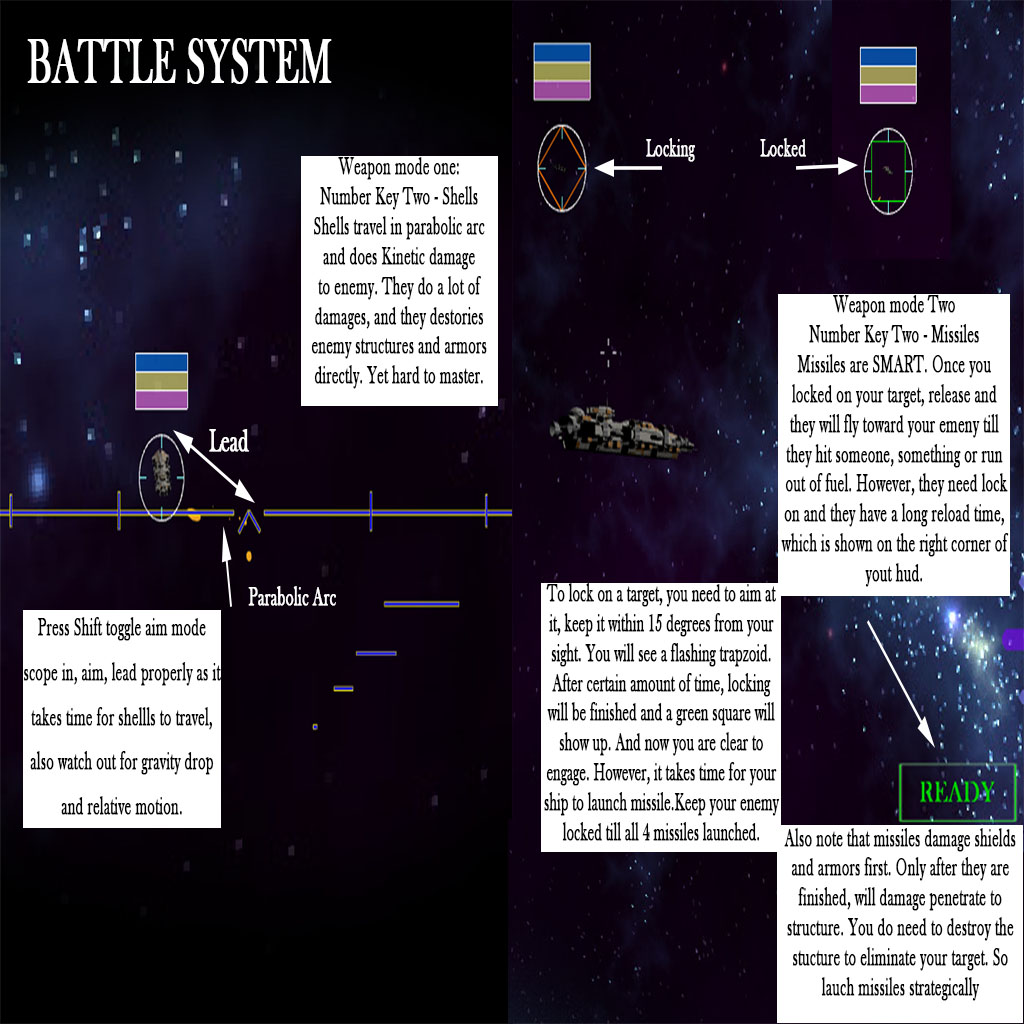 BATTLE SYSTEM
Weapon mode one:
Number Key Two - Shells
Shells travel in parabolic arc
and does Kinetic damage
to enemy. They do a lot of
damages, and they destories
enemy structures and armors
directly. Yet hard to master.
Lead
Parabolic Arc
Press Shift toggle aim mode
scope in, aim, lead properly as it
takes time for shellls to travel,
also watch out for gravity drop
and relative motion.
Locking
Locked
Weapon mode Two
Number Key Two - Missiles
Missiles are SMART. Once you
locked on your target, release and
they will fly toward your emeny till
they hit someone, something or run
out of fuel. However, they need lock
on and they have a long reload time,
which is shown on the right corner of
yout hud.
To lock on a target, you need to aim at
it, keep it within 15 degrees from your
sight. You will see a flashing trapzoid.
After certain amount of time, locking
will be finished and a green square will
show up. And now you are clear to
engage. However, it takes time for your
ship to launch missile.Keep your enemy
locked till all 4 missiles launched.
READY
Also note that missiles damage shields
and armors first. Only after they are
finished, will damage penetrate to
structure. You do need to destroy the
stucture to eliminate your target. So
lauch missiles strategically